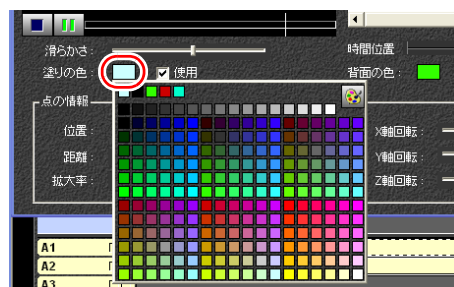 滑らかさ： 時間位置
塗りの色： 使用 背面の色：
点の情報
位置： X軸回転：
距離： Y軸回転：
拡大率： Z軸回転：
A1
A2
A3